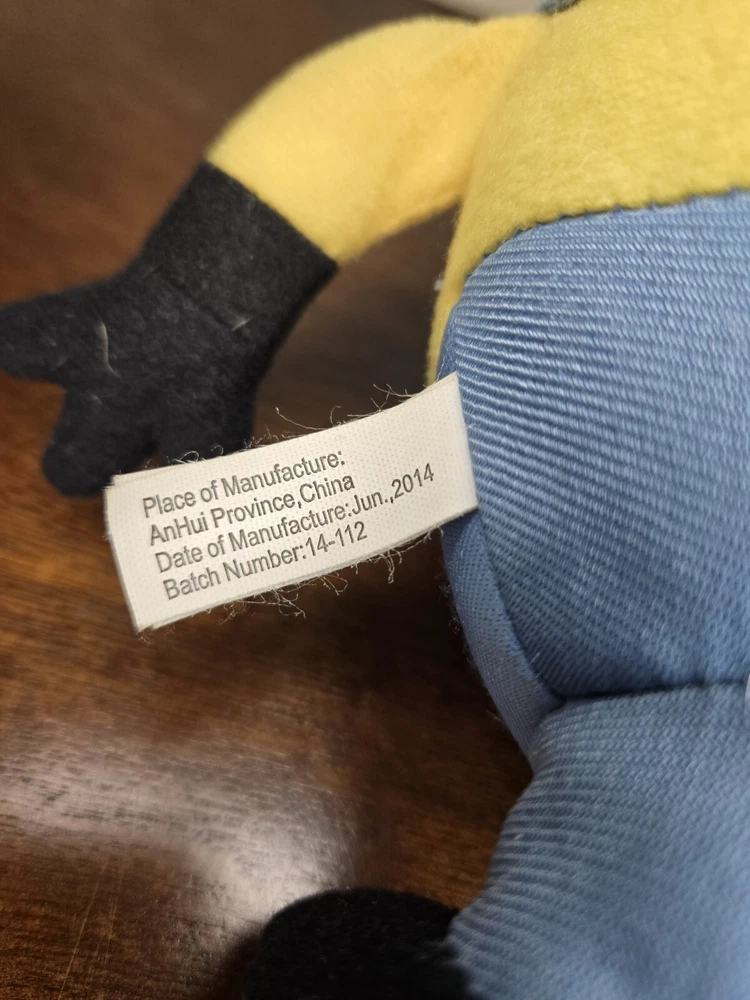 Place of Manufacture:
AnHui Province,China
Date of Manufacture:Jun.,2014
Batch Number:14-112